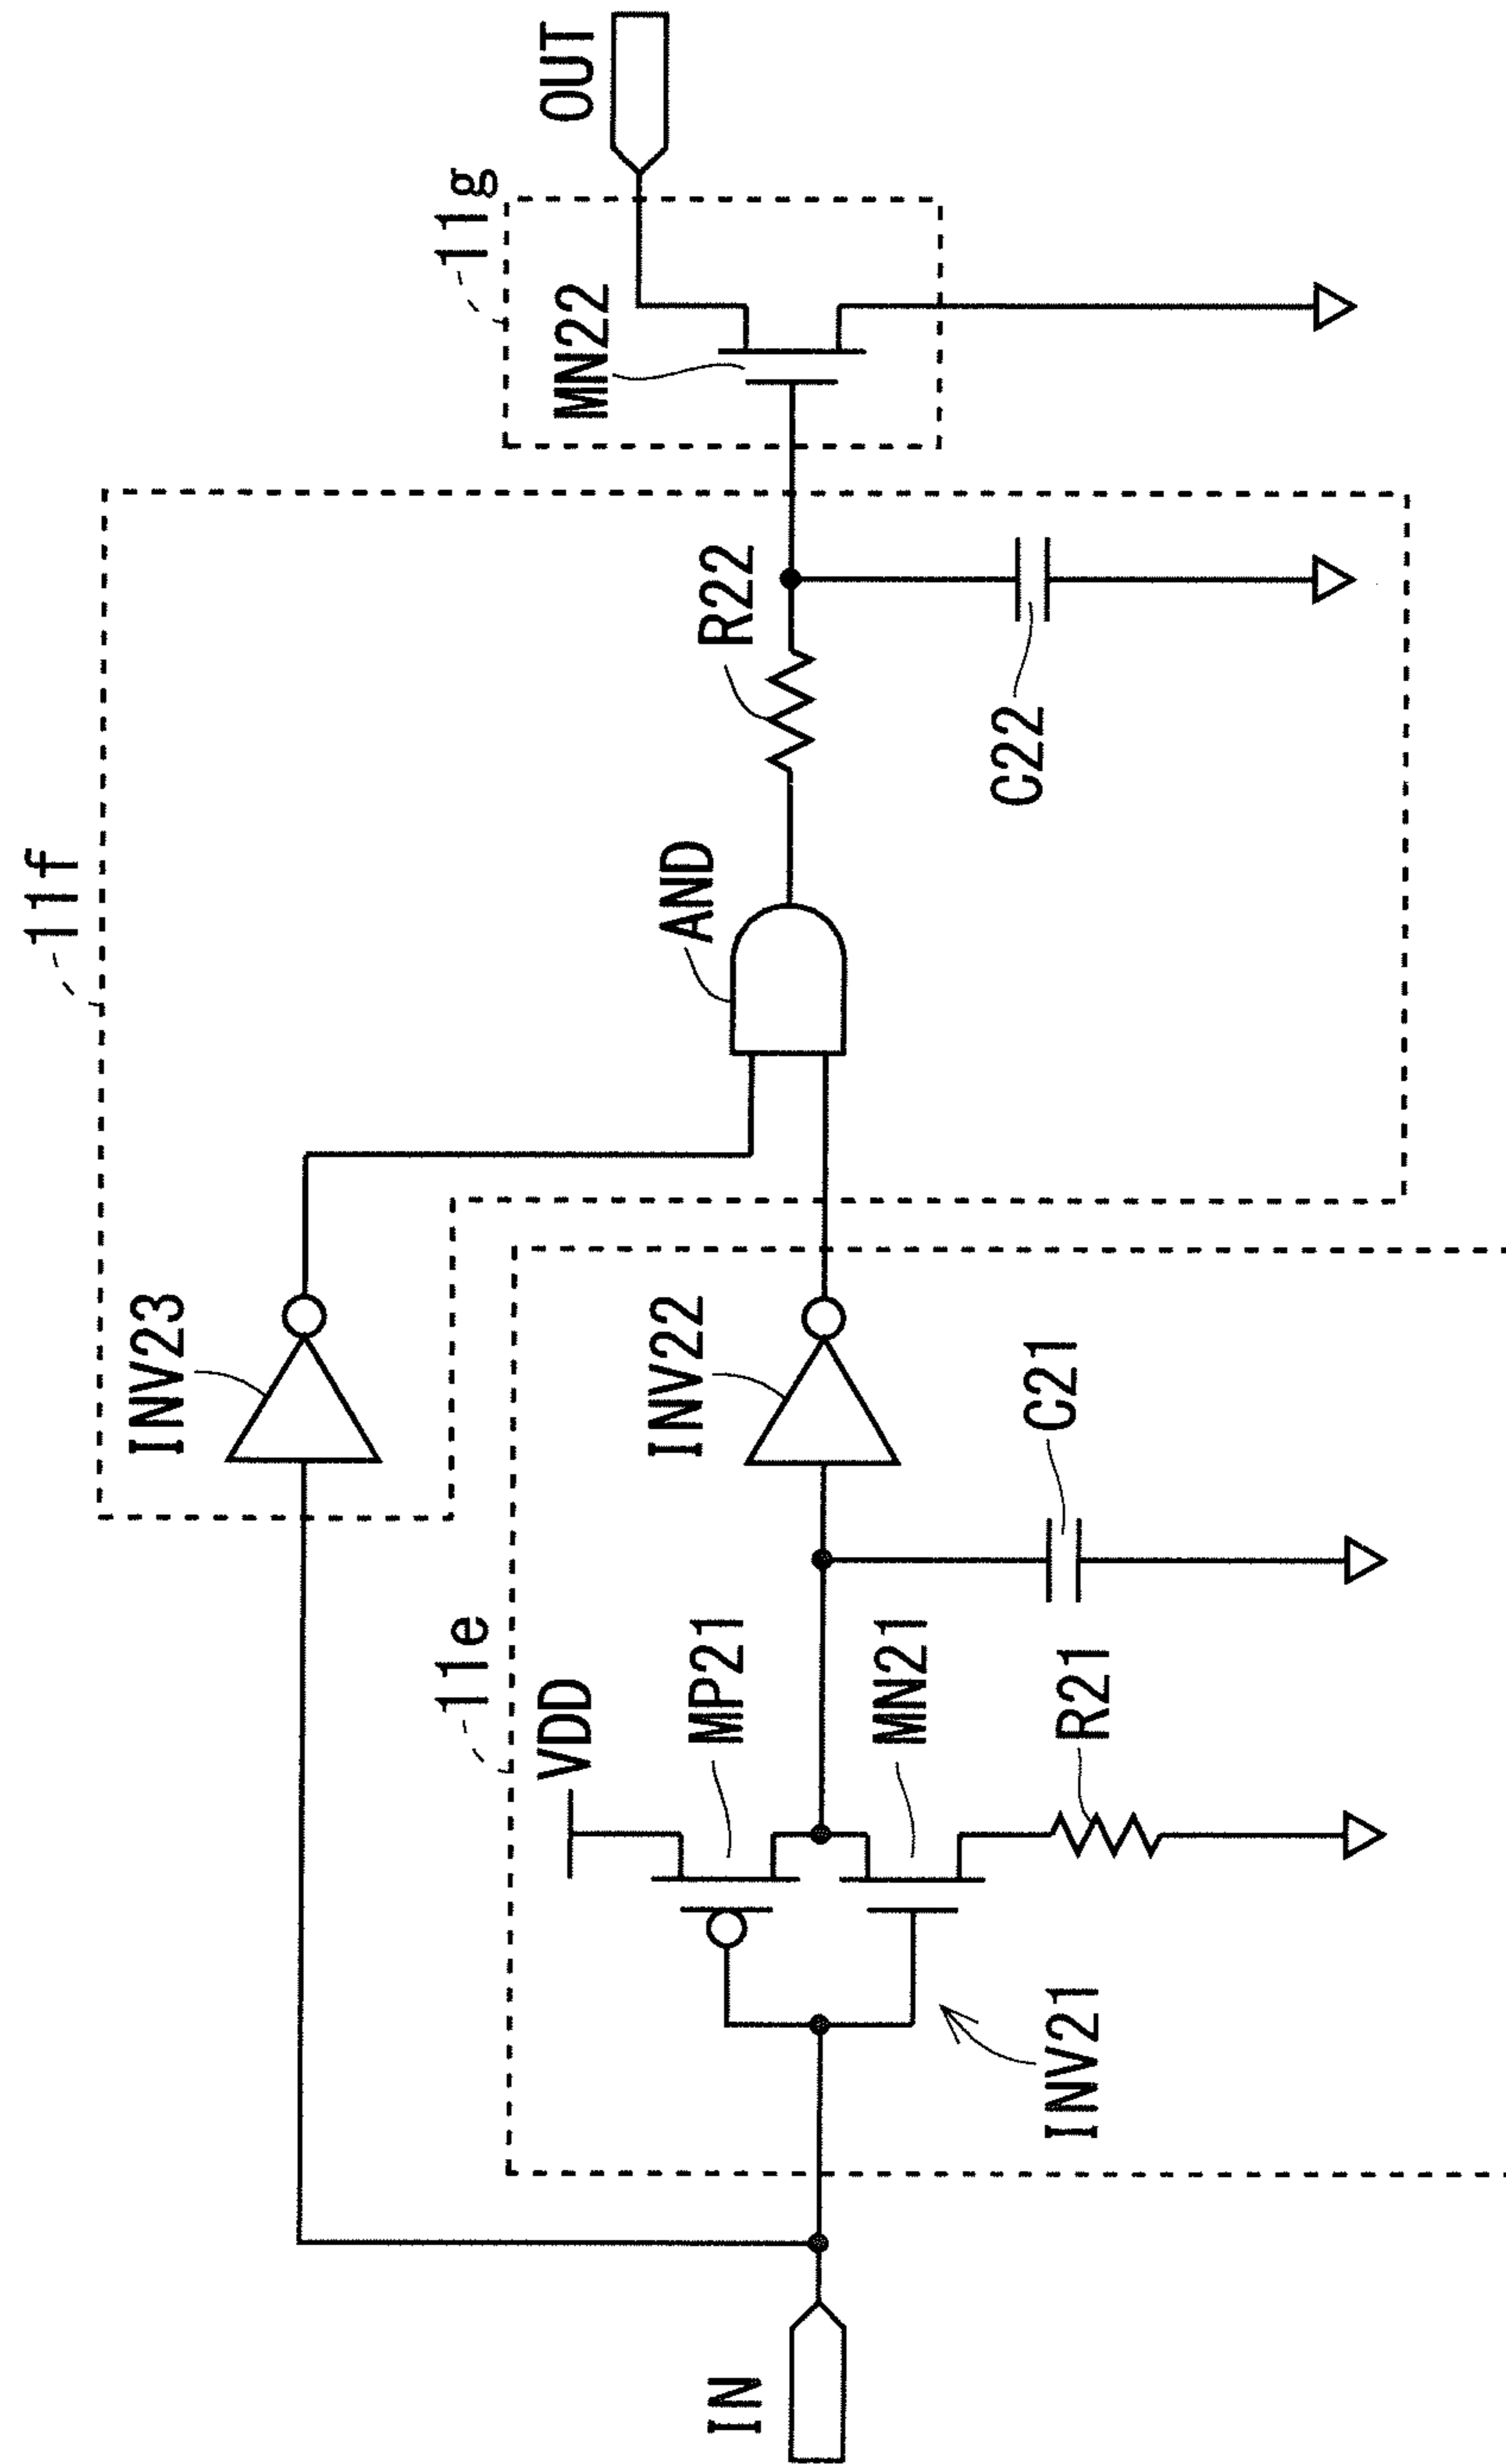 11f
INV23
11g
OUT
11e
VDD
INV22
AND
R22
MN22
MP21
MN21
C22
IN
INV21
R21
C21